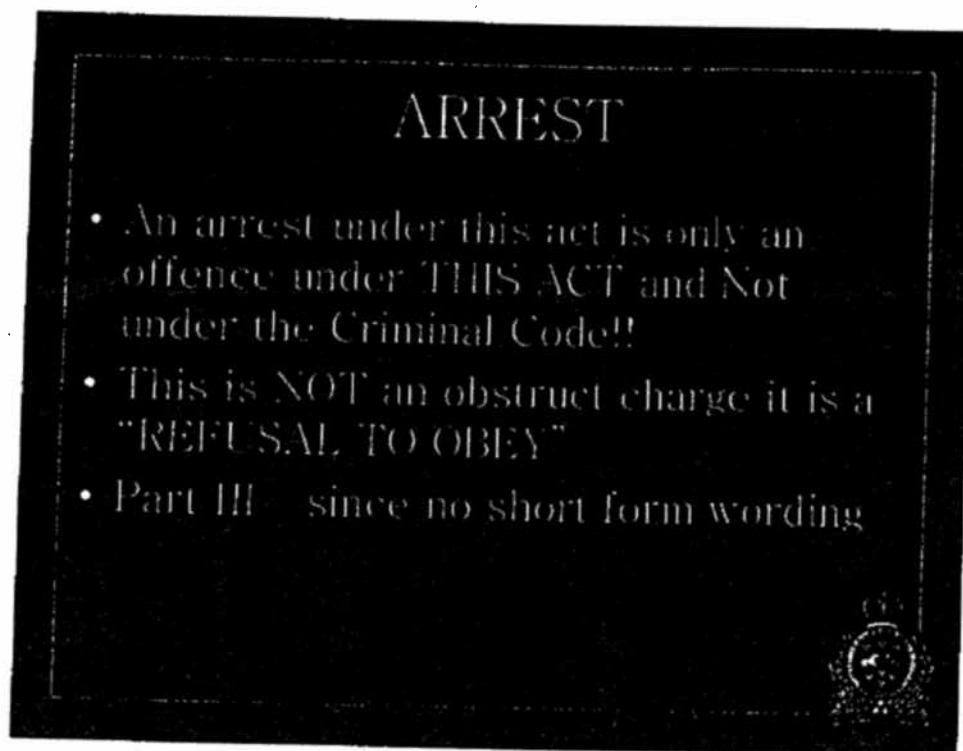 ARREST
• An arrest under this act is only an
offence under THIS ACT and Not
under the Criminal Code!!
• This is NOT an obstruct charge it is a
"REFUSAL TO OBEY"
• Part III since no short form wording